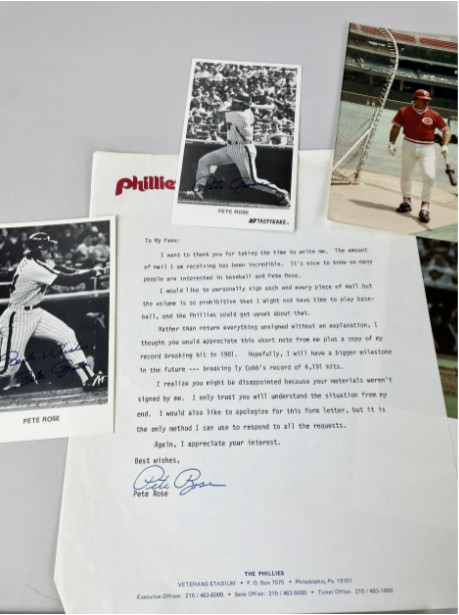 phillie
Pete Rose
PETE ROSE
TASTYKAKE
To My Fans:
I want to thank you for taking the time to write me. The amount
of mail I am receiving has been incredible. It's nice to know so many
people are interested in baseball and Pete Rose.
I would like to personally sign each and every piece of mail but
the volume is so prohibitive that I might not have time to play base-
ball, and the Phillies could get upset about that.
Rather than return everything unsigned without an explanation, I
thought you would appreciate this short note from me plus a copy of my
record breaking hit in 1981. Hopefully, I will have a bigger milestone
in the future --- breaking Ty Cobb's record of 4,191 hits.
I realize you might be disappointed because your materials weren't
signed by me. I only trust you will understand the situation from my
end. I would also like to apologize for this form letter, but it is
the only method I can use to respond to all the requests.
Again, I appreciate your interest.
Best wishes,
Pete Rose
Pete Rose
Best Wishes
Pete Rose
PETE ROSE
THE PHILLIES
VETERANS STADIUM • P. O. Box 7575 • Philadelphia, Pa. 19101
Executive Offices: 215 / 463-6000 • Sales Office: 215 / 463-5000 • Ticket Office: 215 / 463-1000